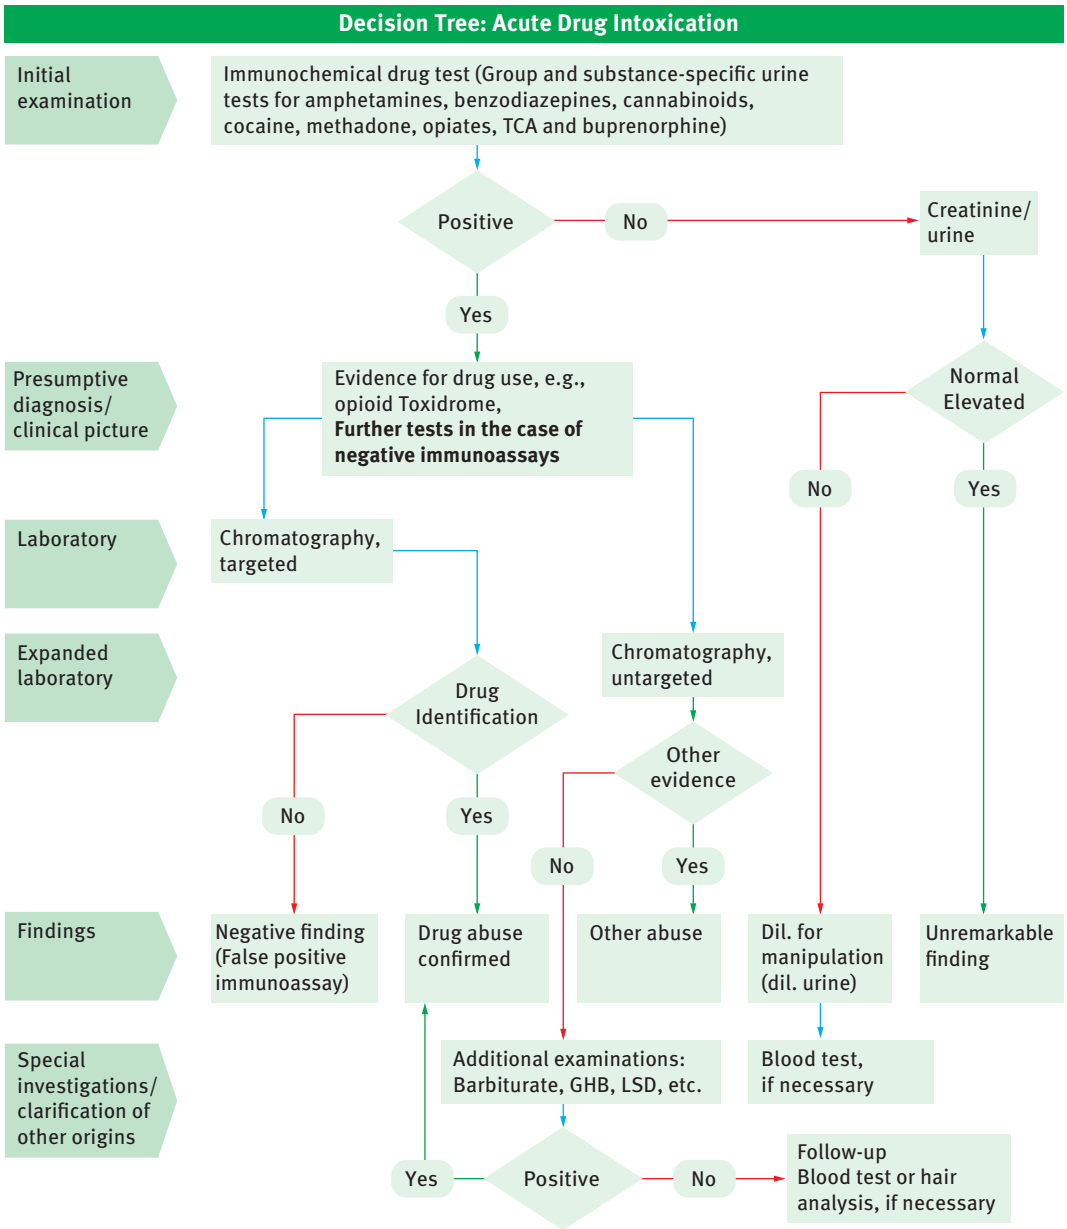 Decision Tree: Acute Drug Intoxication
Initial
examination
Immunochemical drug test (Group and substance-specific urine
tests for amphetamines, benzodiazepines, cannabinoids,
cocaine, methadone, opiates, TCA and buprenorphine)
Positive
No
Creatinine/
urine
Yes
Presumptive
diagnosis/
clinical picture
Evidence for drug use, e.g.,
opioid Toxidrome,
Further tests in the case of
negative immunoassays
Normal
Elevated
No
Yes
Laboratory
Chromatography,
targeted
Expanded
laboratory
Chromatography,
untargeted
Drug
Identification
Other
evidence
No
Yes
No
Yes
Findings
Negative finding
(False positive
immunoassay)
Drug abuse
confirmed
Other abuse
Dil. for
manipulation
(dil. urine)
Unremarkable
finding
Special
investigations/
clarification of
other origins
Additional examinations:
Barbiturate, GHB, LSD, etc.
Blood test,
if necessary
Yes
Positive
No
Follow-up
Blood test or hair
analysis, if necessary